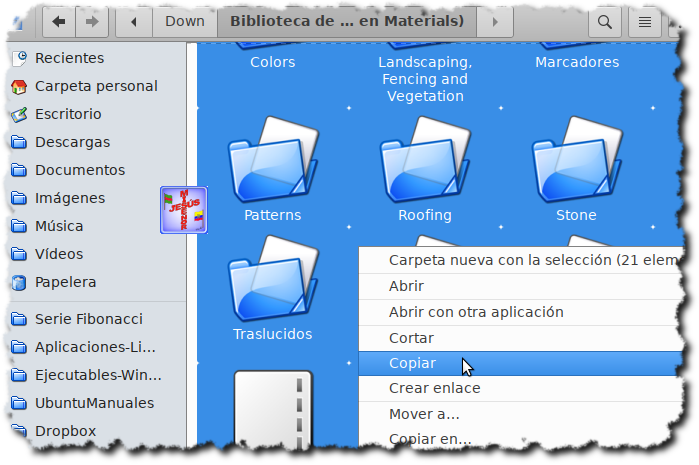 Down
Biblioteca de … en Materials)
Recientes
Carpeta personal
Escritorio
Descargas
Documentos
Imágenes
Música
Vídeos
Papelera
Serie Fibonacci
Aplicaciones-Li…
Ejecutables-Win…
UbuntuManuales
Dropbox
JESÚS
Colors
Landscaping,
Fencing and
Vegetation
Marcadores
Patterns
Roofing
Stone
Traslucidos
Carpeta nueva con la selección (21 elem
Abrir
Abrir con otra aplicación
Cortar
Copiar
Crear enlace
Mover a…
Copiar en…